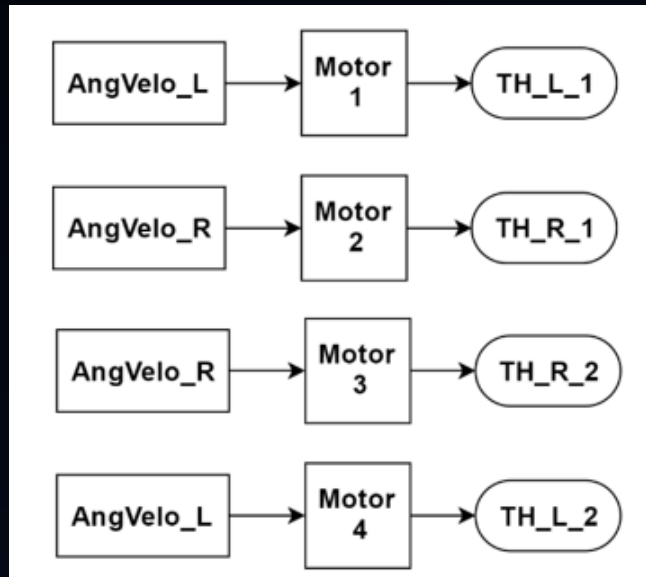 AngVelo_L
Motor
1
TH_L_1
AngVelo_R
Motor
2
TH_R_1
AngVelo_R
Motor
3
TH_R_2
AngVelo_L
Motor
4
TH_L_2